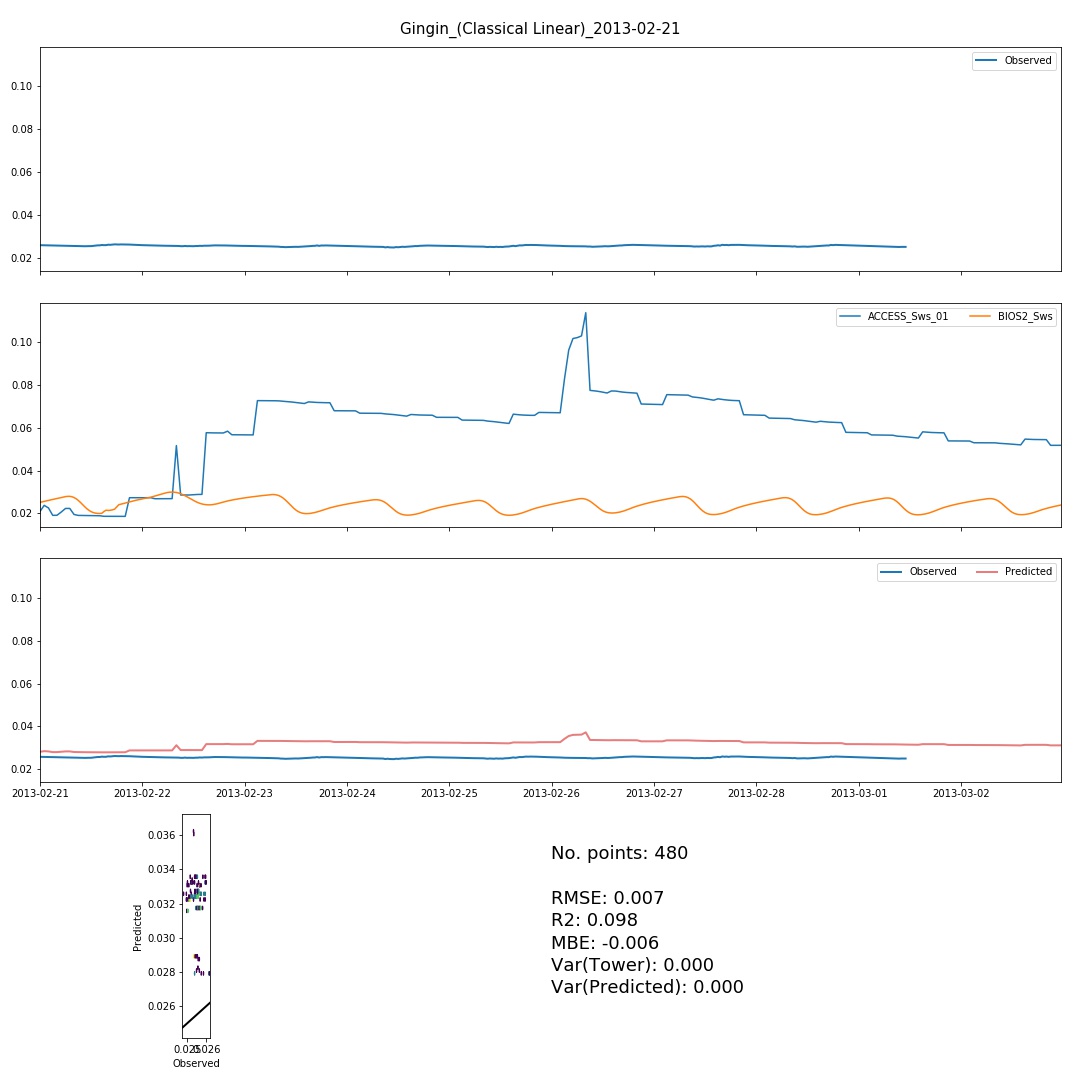 Gingin_(Classical Linear)_2013-02-21
Observed
0.10
0.08
0.06
0.04
0.02
ACCESS_Sws_01 BIOS2_Sws
0.10
0.08
0.06
0.04
0.02
Observed Predicted
0.10
0.08
0.06
0.04
0.02
2013-02-21 2013-02-22 2013-02-23 2013-02-24 2013-02-25 2013-02-26 2013-02-27 2013-02-28 2013-03-01 2013-03-02
0.036
0.034
0.032
0.030
0.028
0.026
Predicted
0.025 0.026
Observed
No. points: 480
RMSE: 0.007
R2: 0.098
MBE: -0.006
Var(Tower): 0.000
Var(Predicted): 0.000